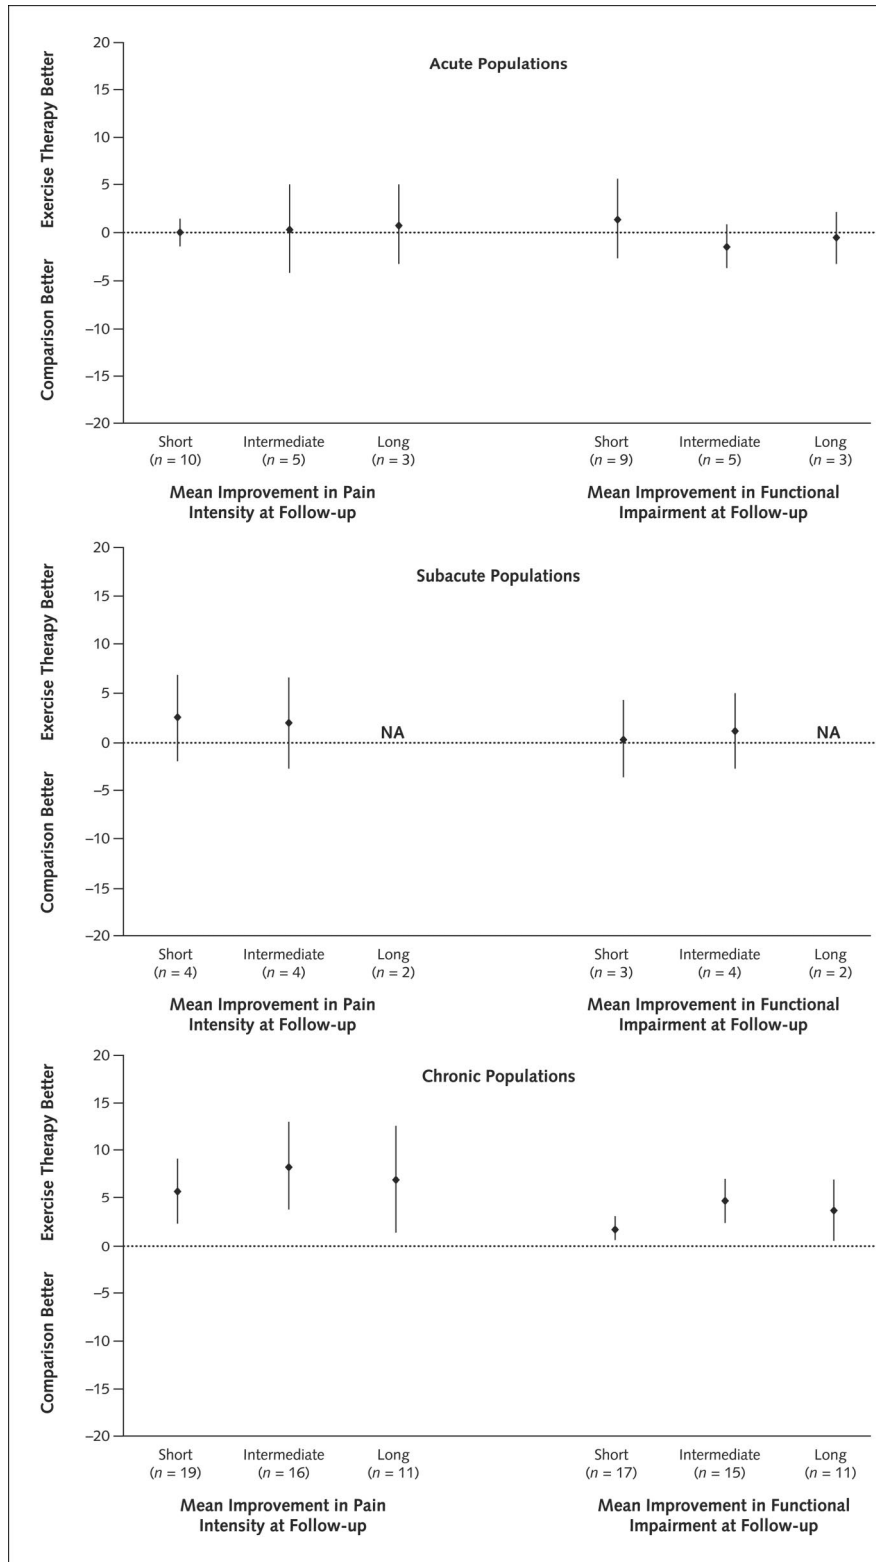 Acute Populations
Exercise Therapy Better
Comparison Better
20
15
10
5
0
–5
–10
–15
–20
Short Intermediate Long Short Intermediate Long
(n = 10) (n = 5) (n = 3) (n = 9) (n = 5) (n = 3)
Mean Improvement in Pain Mean Improvement in Functional
Intensity at Follow-up Impairment at Follow-up
Subacute Populations
Exercise Therapy Better
Comparison Better
20
15
10
5
0
–5
–10
–15
–20
NA NA
Short Intermediate Long Short Intermediate Long
(n = 4) (n = 4) (n = 2) (n = 3) (n = 4) (n = 2)
Mean Improvement in Pain Mean Improvement in Functional
Intensity at Follow-up Impairment at Follow-up
Chronic Populations
Exercise Therapy Better
Comparison Better
20
15
10
5
0
–5
–10
–15
–20
Short Intermediate Long Short Intermediate Long
(n = 19) (n = 16) (n = 11) (n = 17) (n = 15) (n = 11)
Mean Improvement in Pain Mean Improvement in Functional
Intensity at Follow-up Impairment at Follow-up